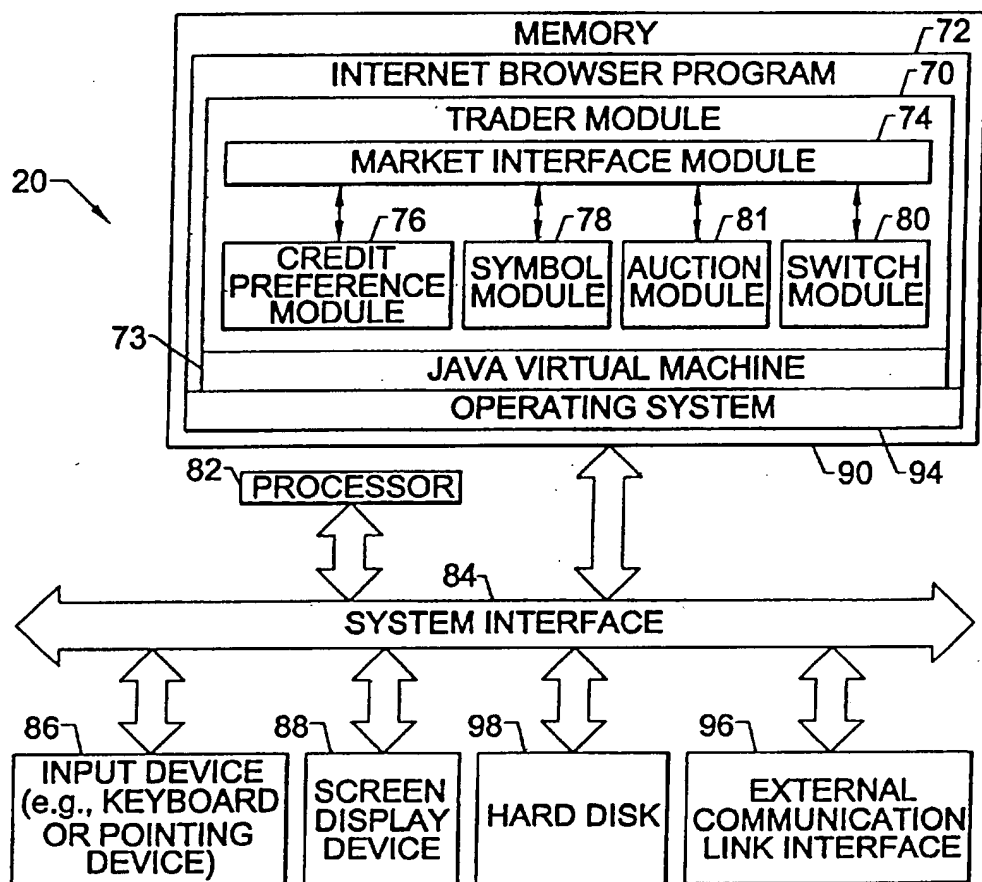 MEMORY
72
INTERNET BROWSER PROGRAM
70
TRADER MODULE
74
MARKET INTERFACE MODULE
20
76
78
81
80
CREDIT
PREFERENCE
MODULE
SYMBOL
MODULE
AUCTION
MODULE
SWITCH
MODULE
73
JAVA VIRTUAL MACHINE
OPERATING SYSTEM
82
PROCESSOR
90
94
84
SYSTEM INTERFACE
86
88
98
96
INPUT DEVICE
(e.g., KEYBOARD
OR POINTING
DEVICE)
SCREEN
DISPLAY
DEVICE
HARD DISK
EXTERNAL
COMMUNICATION
LINK INTERFACE